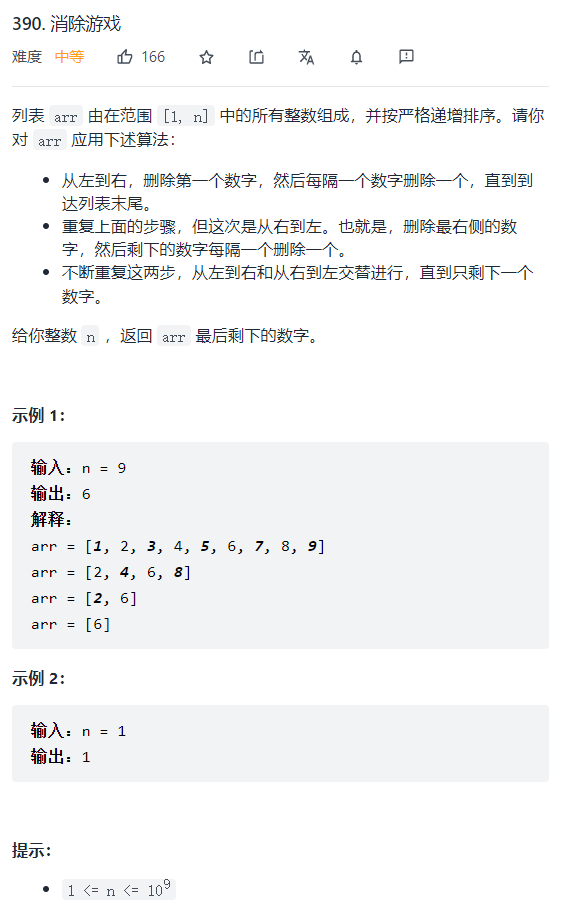 390. 消除游戏
难度 中等 166
列表 arr 由在范围 [1, n] 中的所有整数组成，并按严格递增排序。请你
对 arr 应用下述算法：
• 从左到右，删除第一个数字，然后每隔一个数字删除一个，直到到
达列表末尾。
• 重复上面的步骤，但这次是从右到左。也就是，删除最右侧的数
字，然后剩下的数字每隔一个删除一个。
• 不断重复这两步，从左到右和从右到左交替进行，直到只剩下一个
数字。
给你整数 n ，返回 arr 最后剩下的数字。
示例 1：
输入：n = 9
输出：6
解释：
arr = [1, 2, 3, 4, 5, 6, 7, 8, 9]
arr = [2, 4, 6, 8]
arr = [2, 6]
arr = [6]
示例 2：
输入：n = 1
输出：1
提示：
• 1 <= n <= 10⁹